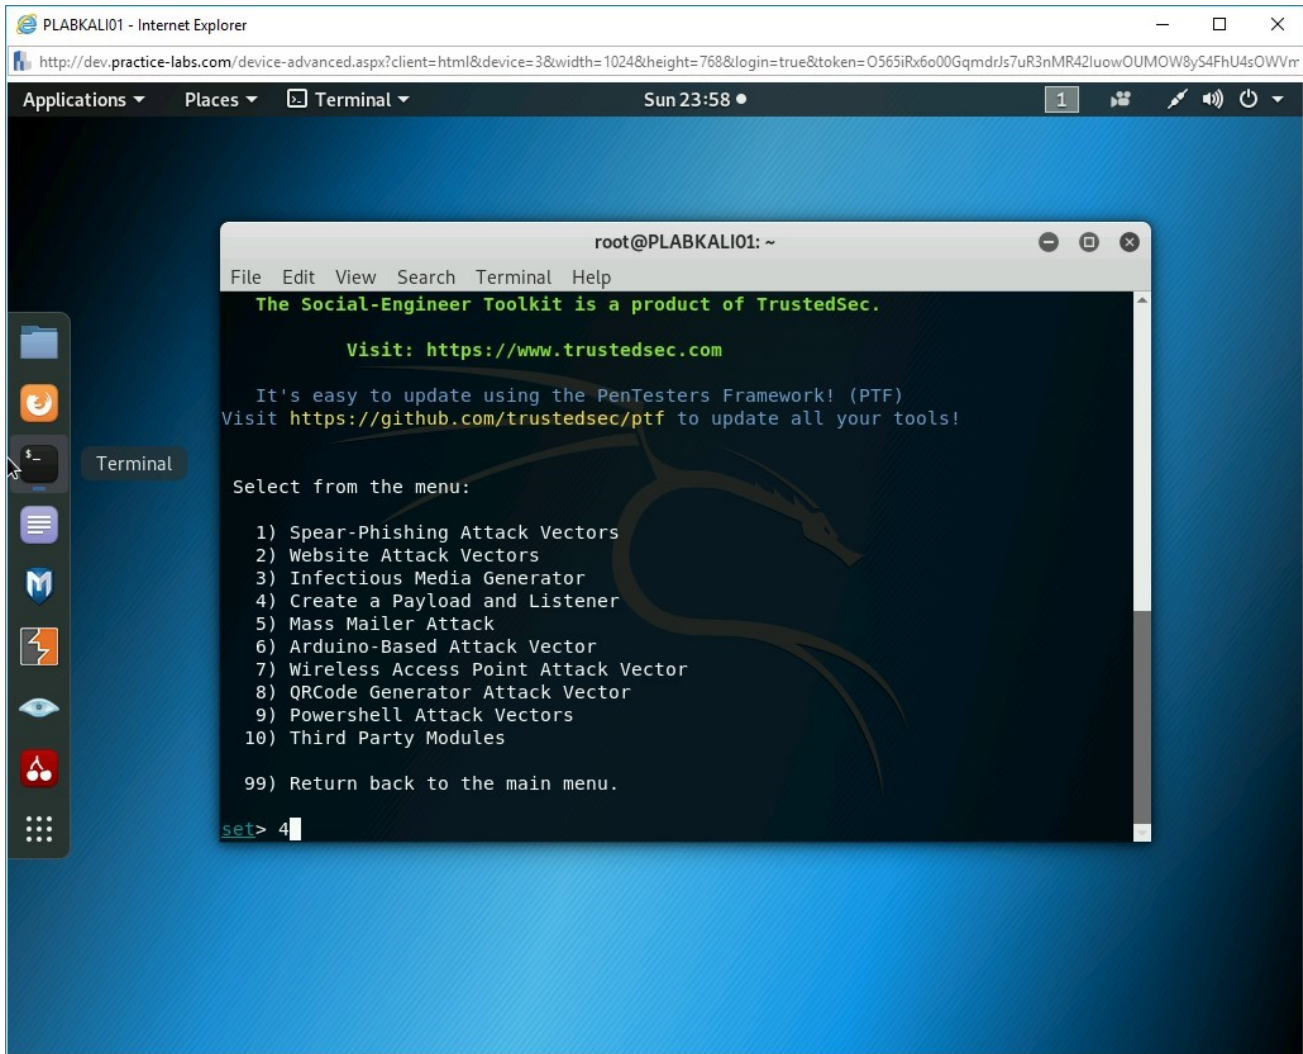 PLABKALI01 - Internet Explorer
http://dev.practice-labs.com/device-advanced.aspx?client=html&device=3&width=1024&height=768&login=true&token=O565iRx6o00GqmdrJs7uR3nMR42IuowOUMOW8yS4FhU4sOWVm
Applications Places Terminal Sun 23:58 1
root@PLABKALI01: ~
File Edit View Search Terminal Help
The Social-Engineer Toolkit is a product of TrustedSec.
Visit: https://www.trustedsec.com
It's easy to update using the PenTesters Framework! (PTF)
Visit https://github.com/trustedsec/ptf to update all your tools!
Terminal
Select from the menu:
1) Spear-Phishing Attack Vectors
2) Website Attack Vectors
3) Infectious Media Generator
4) Create a Payload and Listener
5) Mass Mailer Attack
6) Arduino-Based Attack Vector
7) Wireless Access Point Attack Vector
8) QRCode Generator Attack Vector
9) Powershell Attack Vectors
10) Third Party Modules
99) Return back to the main menu.
set> 4